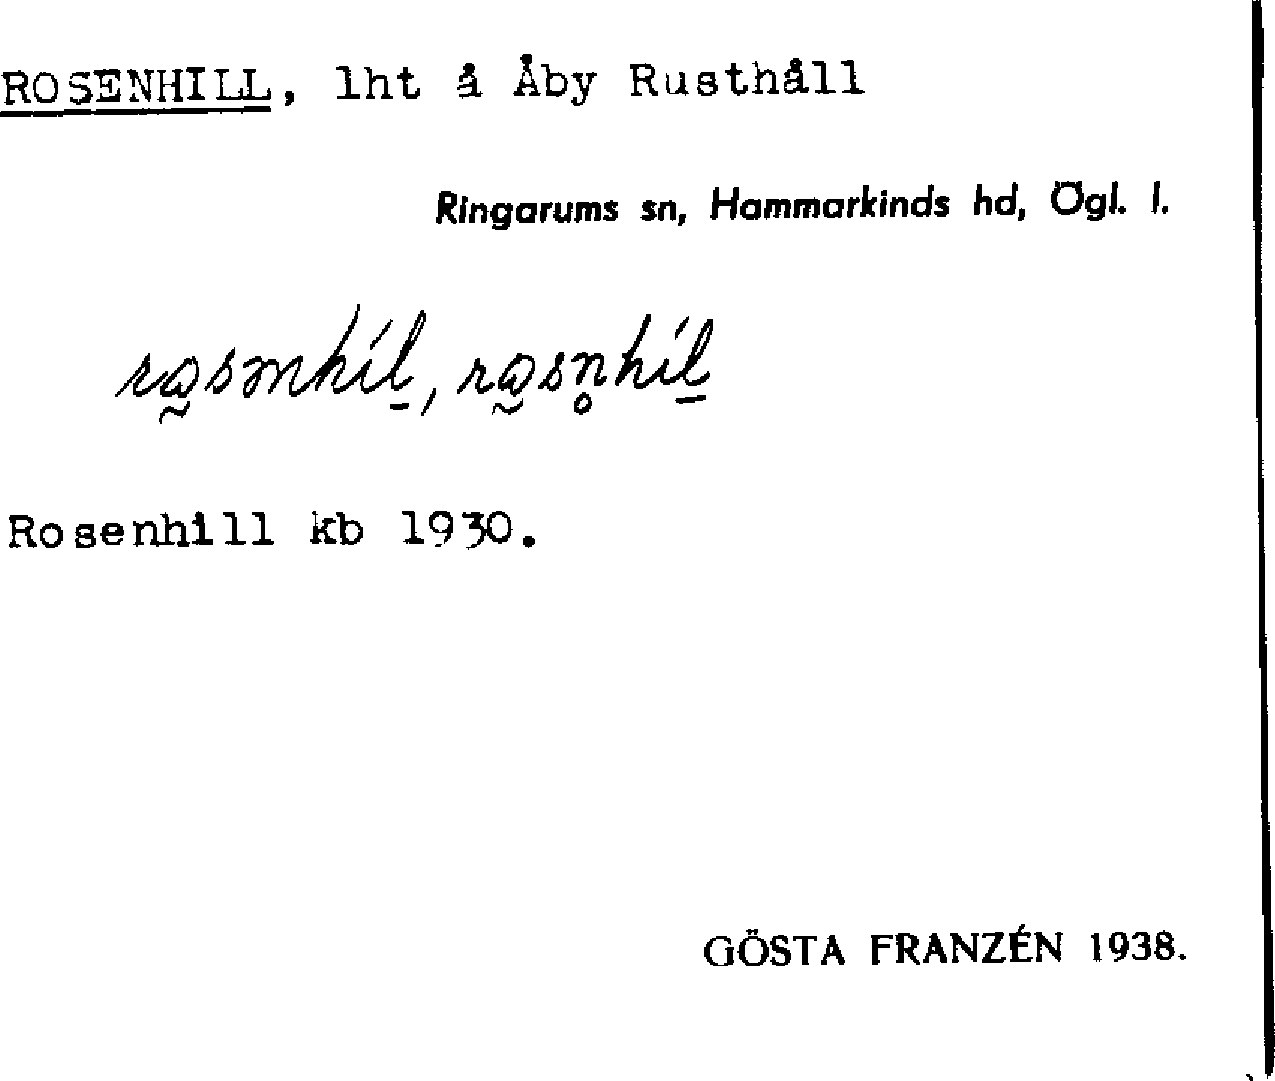 ROSENHILL, lht å Åby Rusthåll
Ringarums sn, Hammarkinds hd, Ögl. l.
Rosenhill kb 1930.
GÖSTA FRANZÉN 1938.